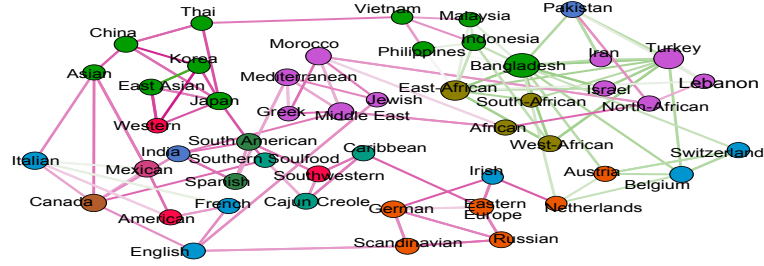 Thai
Vietnam
Malaysia
Pakistan
China
Philippines
Indonesia
Morocco
Korea
Bangladesh
Iran
Turkey
Asian
East Asian
Mediterranean
East-African
Israel
Lebanon
Japan
Jewish
South-African
North-African
Greek
Middle East
Western
African
South American
West-African
India
Italian
Mexican
Southern
Soulfood
Caribbean
Switzerland
Spanish
Southwestern
Irish
Austria
Belgium
Canada
American
French
Cajun Creole
German
Eastern
Europe
Netherlands
English
Scandinavian
Russian